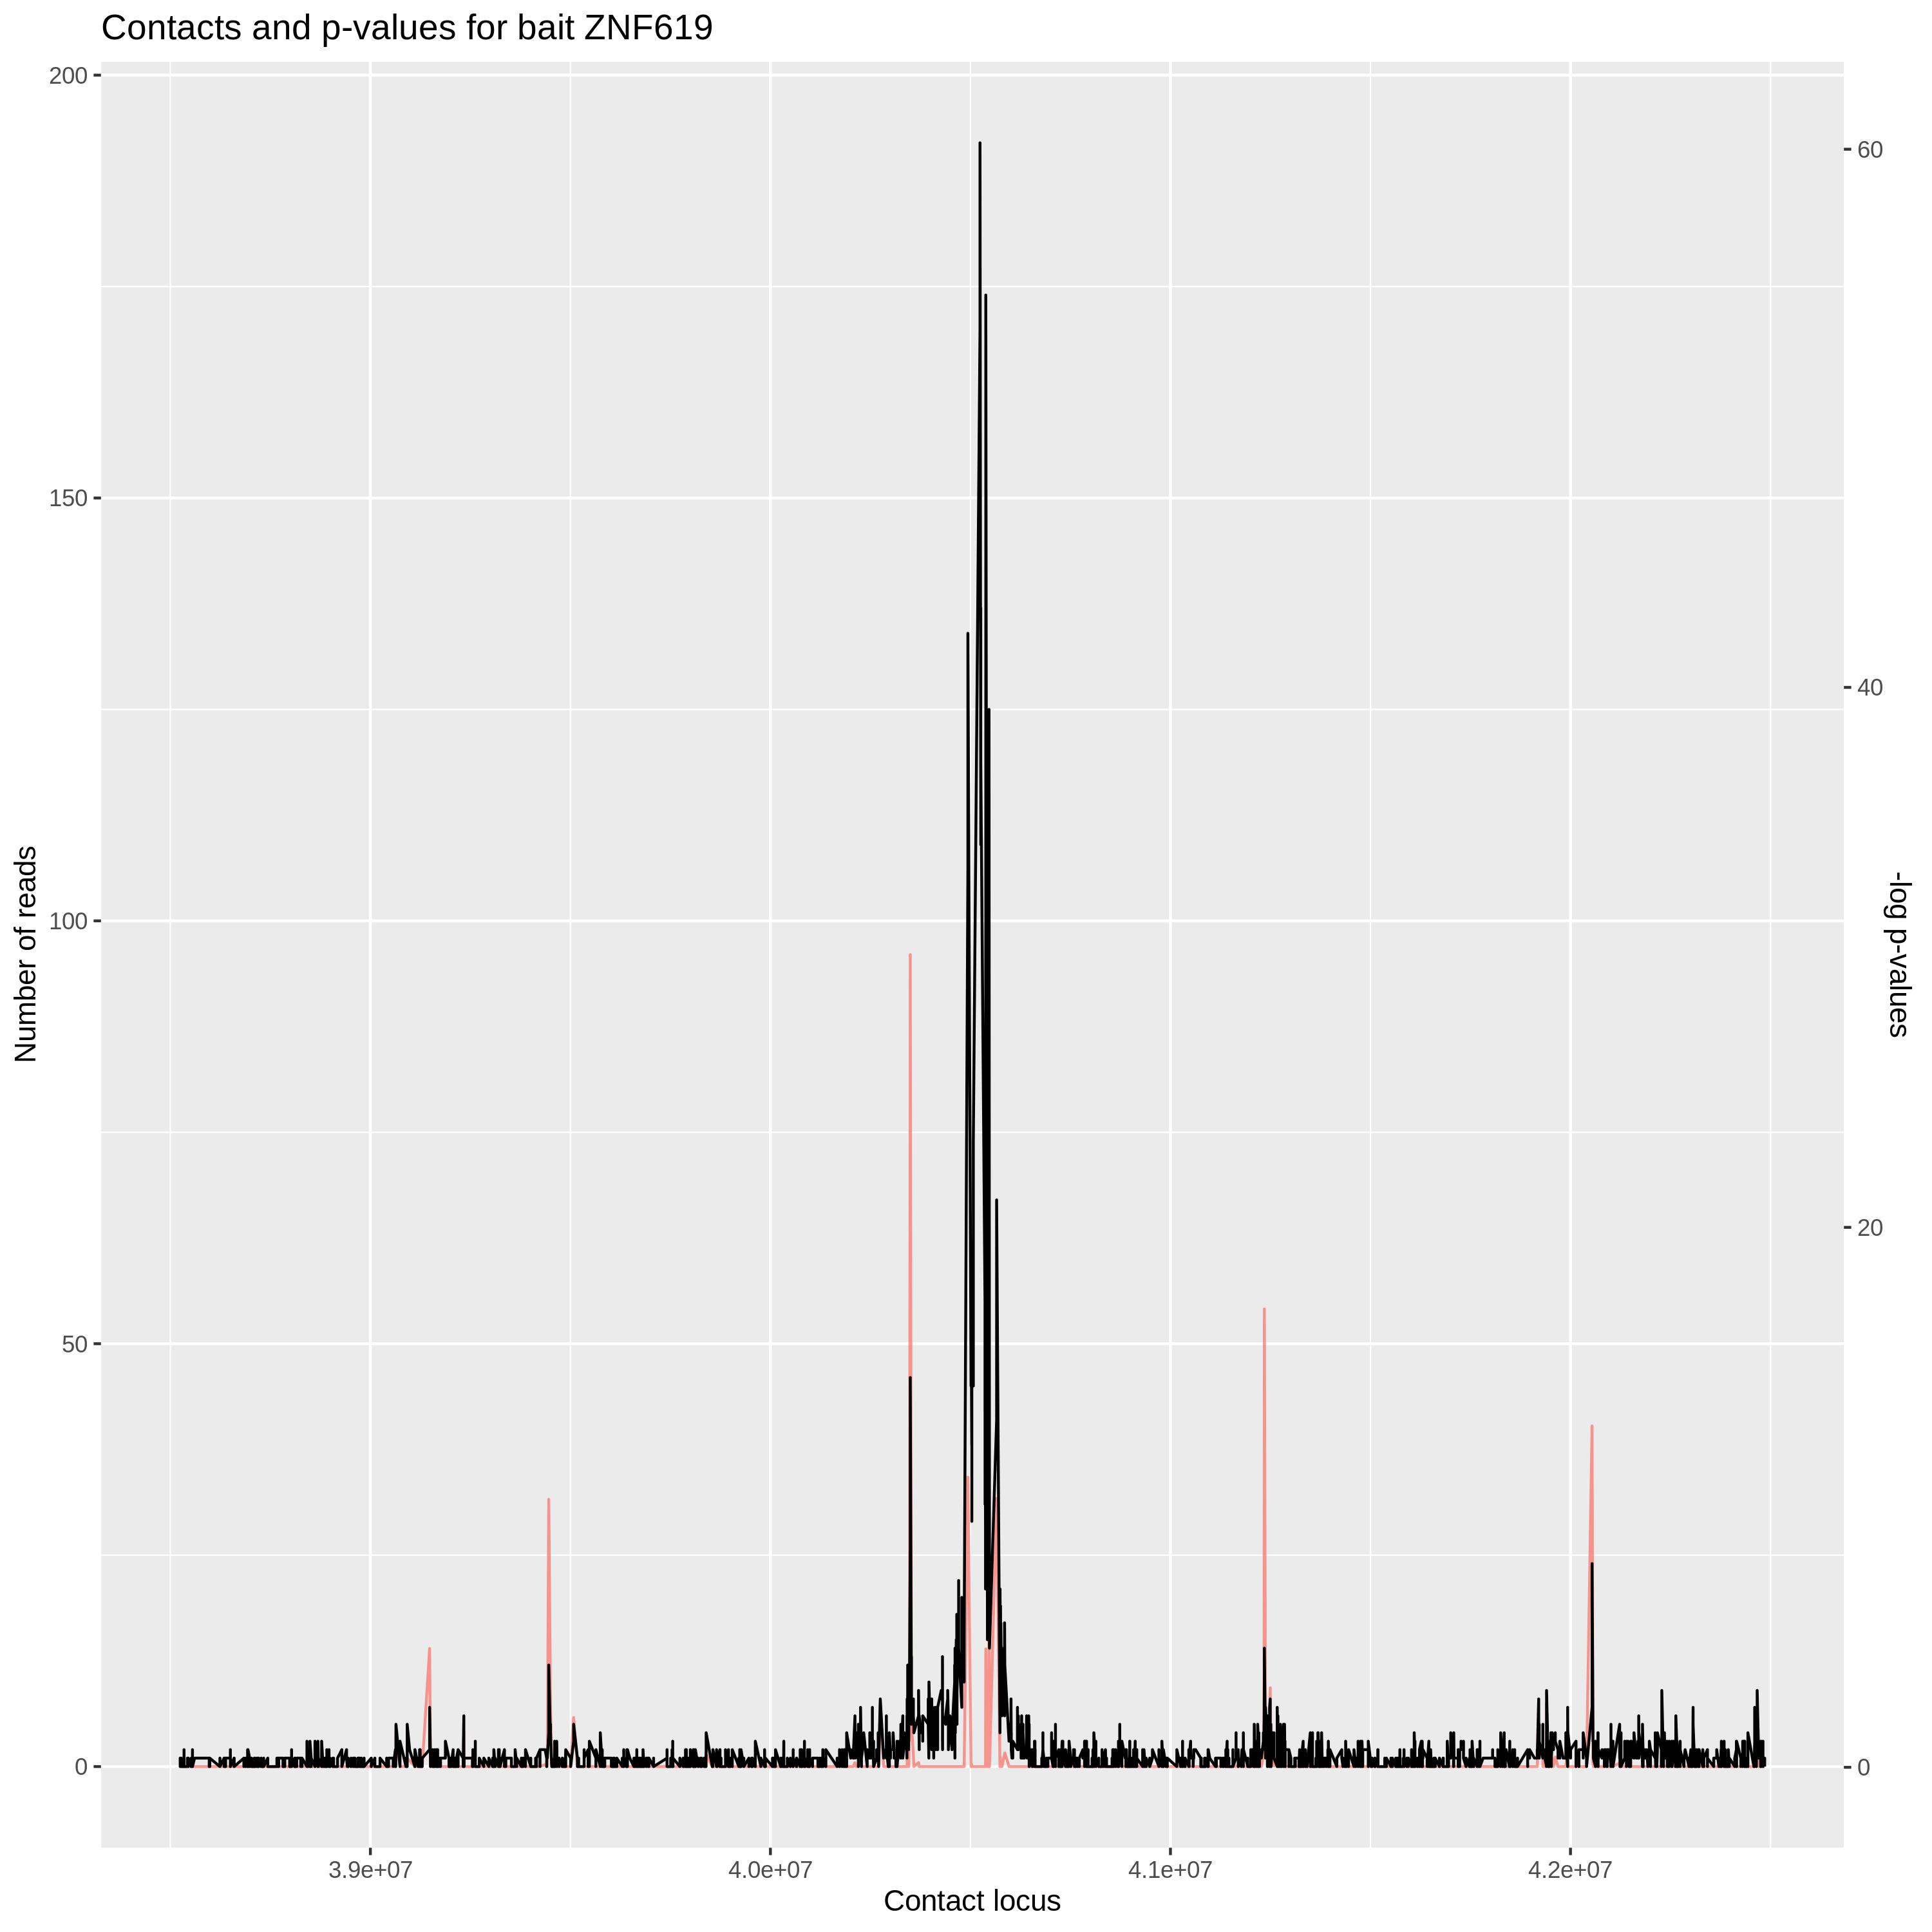 Contacts and p-values for bait ZNF619
200
150
100
50
0
Number of reads
60
40
20
0
-log p-values
3.9e+07
4.0e+07
4.1e+07
4.2e+07
Contact locus